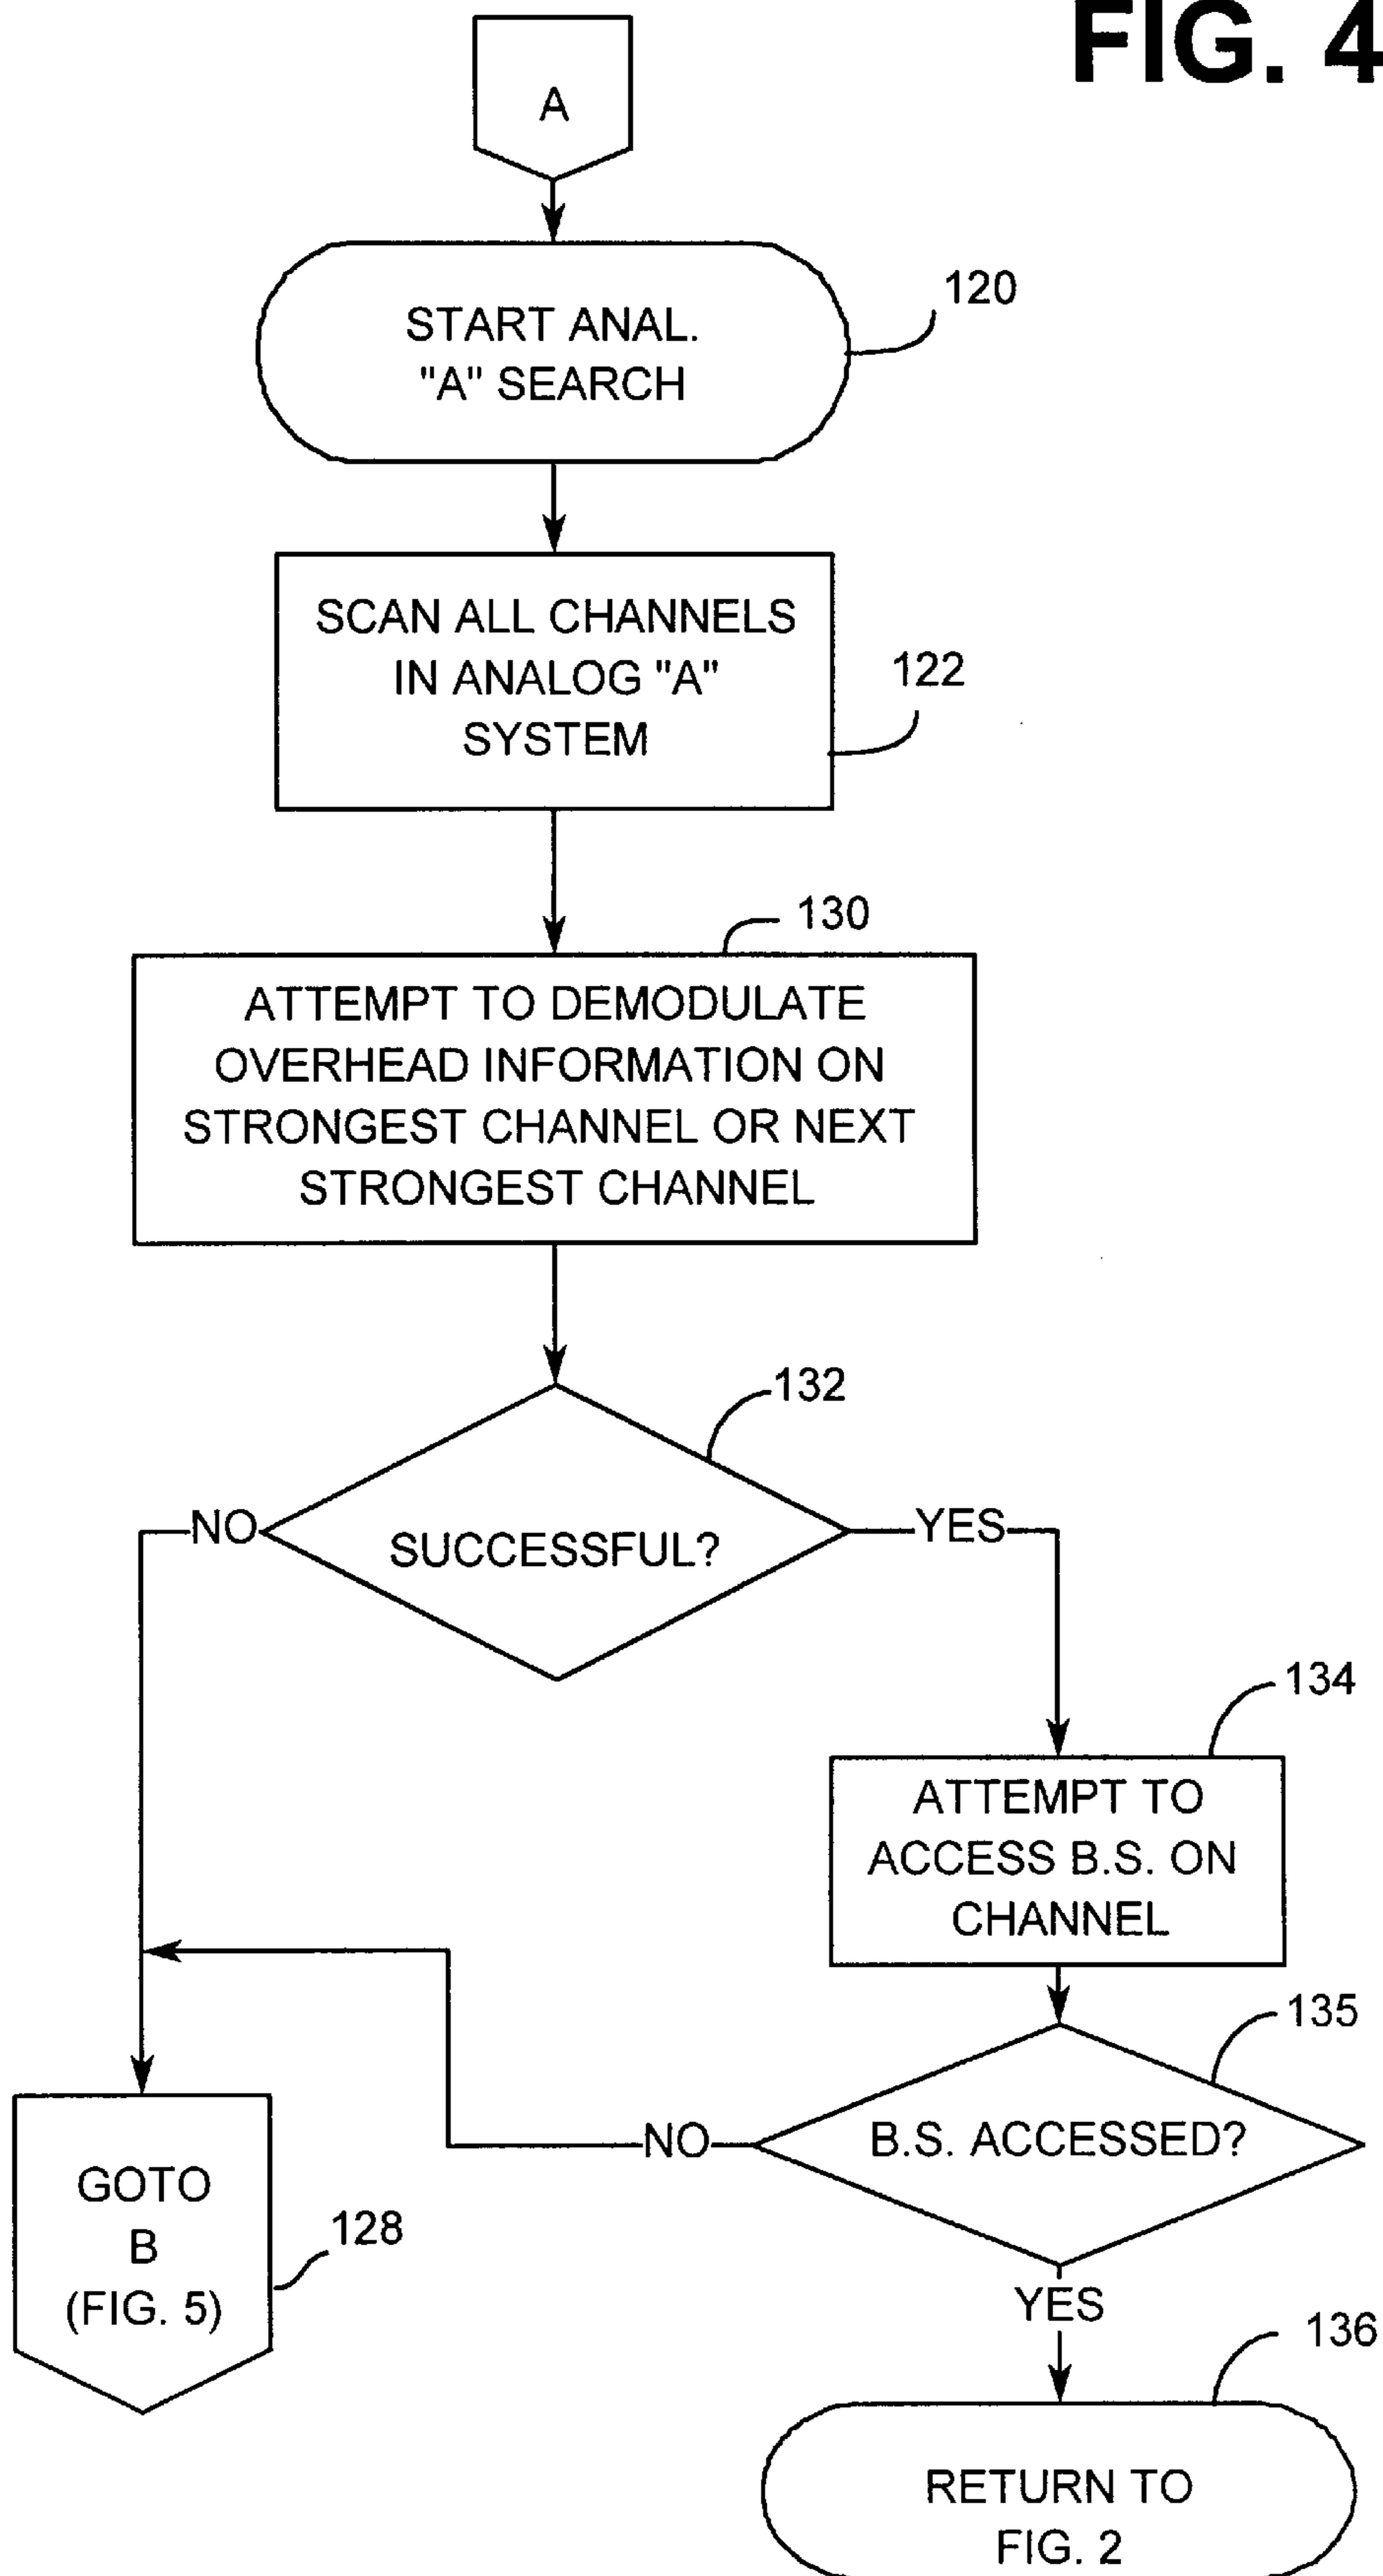 FIG. 4
A
START ANAL.
"A" SEARCH
120
SCAN ALL CHANNELS
IN ANALOG "A"
SYSTEM
122
130
ATTEMPT TO DEMODULATE
OVERHEAD INFORMATION ON
STRONGEST CHANNEL OR NEXT
STRONGEST CHANNEL
132
NO
SUCCESSFUL?
YES
134
ATTEMPT TO
ACCESS B.S. ON
CHANNEL
135
NO
B.S. ACCESSED?
GOTO
B
(FIG. 5)
128
YES
136
RETURN TO
FIG. 2